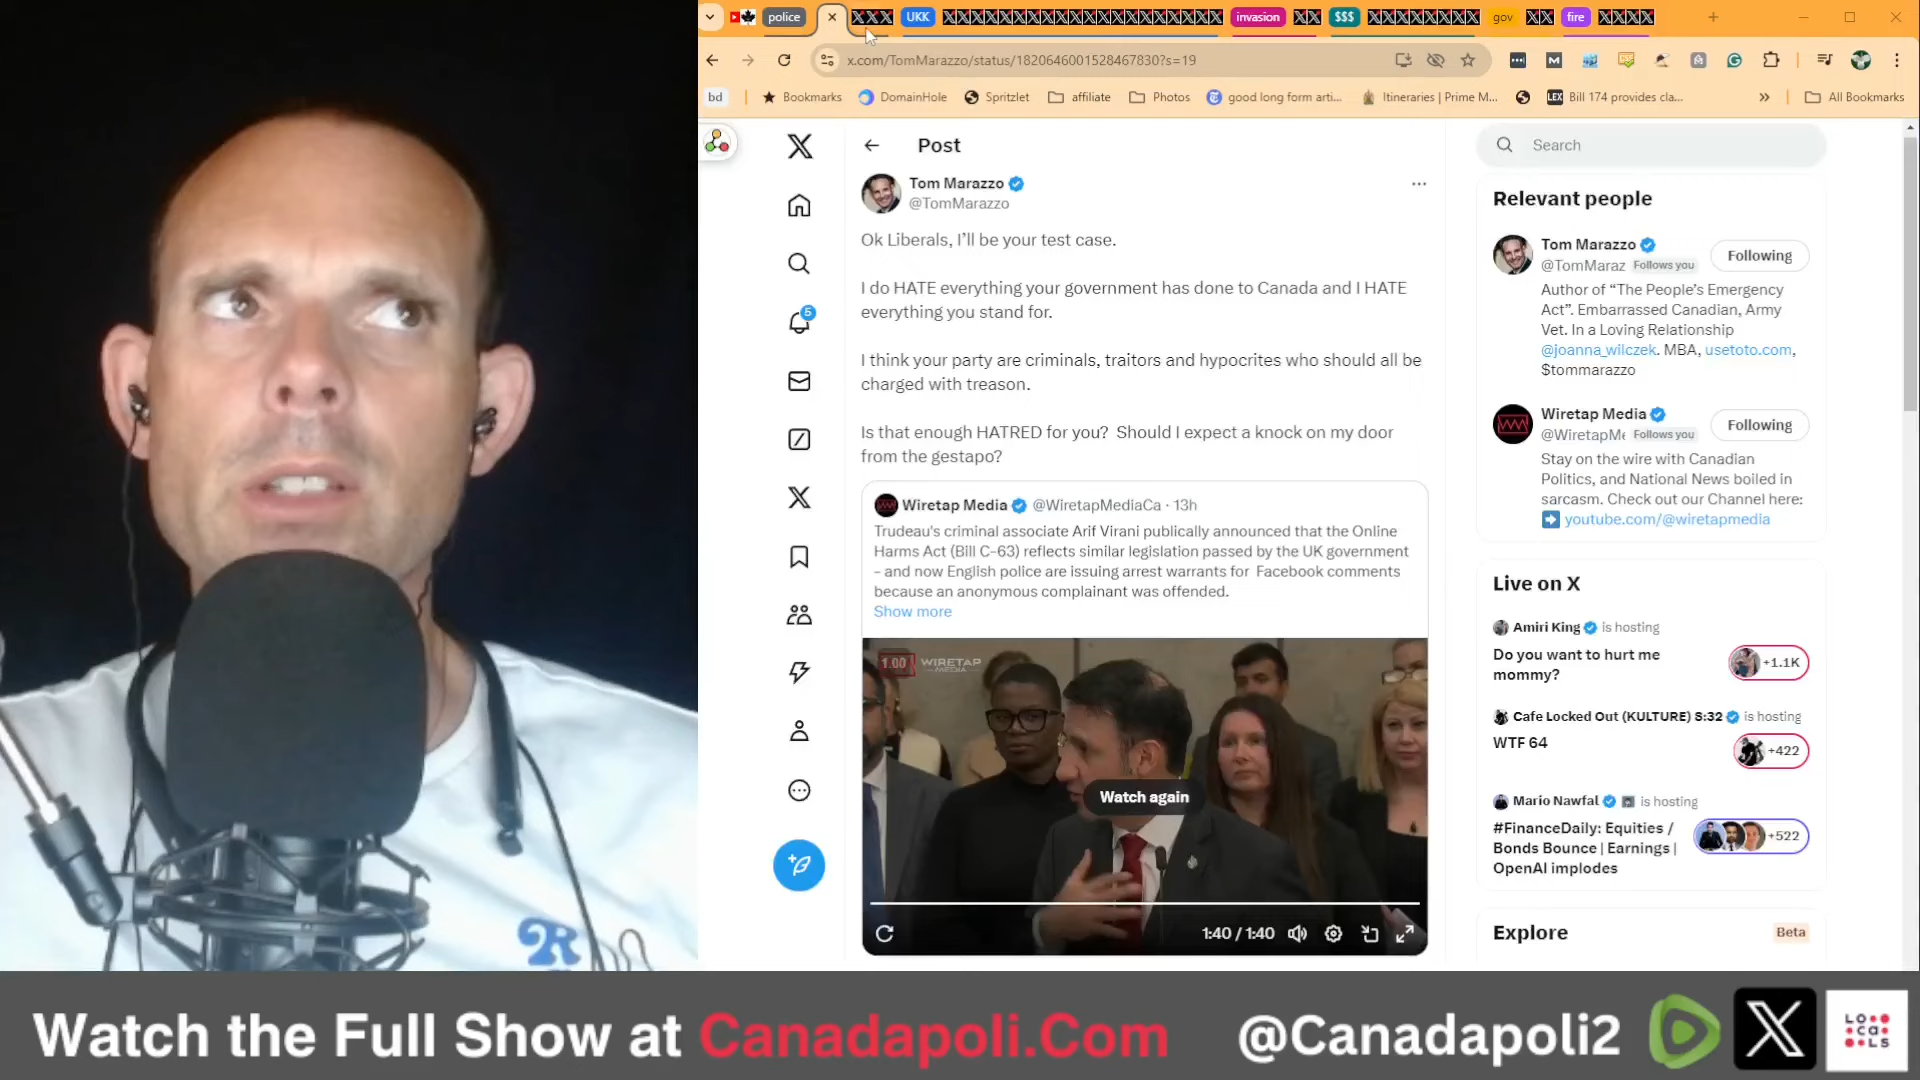 police
UKK
invasion
$$$
gov
fire
x.com/TomMarazzo/status/1820646001528467830?s=19
bd
Bookmarks
DomainHole
Spritzlet
affiliate
Photos
good long form arti...
Itineraries | Prime M...
LEX
Bill 174 provides cla...
All Bookmarks
Post
Search
Tom Marazzo
@TomMarazzo
Ok Liberals, I'll be your test case.
I do HATE everything your government has done to Canada and I HATE
everything you stand for.
I think your party are criminals, traitors and hypocrites who should all be
charged with treason.
Is that enough HATRED for you? Should I expect a knock on my door
from the gestapo?
Wiretap Media @WiretapMediaCa · 13h
Trudeau's criminal associate Arif Virani publically announced that the Online
Harms Act (Bill C-63) reflects similar legislation passed by the UK government
– and now English police are issuing arrest warrants for Facebook comments
because an anonymous complainant was offended.
Show more
1.00
WIRETAP
MEDIA
Watch again
1:40 / 1:40
5
Relevant people
Tom Marazzo
@TomMaraz Follows you
Following
Author of “The People’s Emergency
Act”. Embarrassed Canadian, Army
Vet. In a Loving Relationship
@joanna_wilczek. MBA, usetoto.com,
$tommarazzo
Wiretap Media
@WiretapMe Follows you
Following
Stay on the wire with Canadian
Politics, and National News boiled in
sarcasm. Check out our Channel here:
youtube.com/@wiretapmedia
Live on X
Amiri King is hosting
Do you want to hurt me
mommy?
+1.1K
Cafe Locked Out (KULTURE) 8:32 is hosting
WTF 64
+422
Mario Nawfal is hosting
#FinanceDaily: Equities /
Bonds Bounce | Earnings |
OpenAI implodes
+522
Explore
Beta
Watch the Full Show at Canadapoli.Com
@Canadapoli2
LO
ca
LS